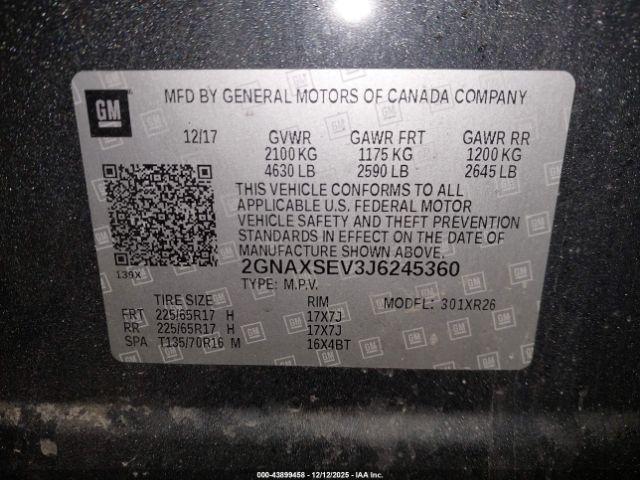 GM
MFD BY GENERAL MOTORS OF CANADA COMPANY
12/17 GVWR GAWR FRT GAWR RR
2100 KG 1175 KG 1200 KG
4630 LB 2590 LB 2645 LB
THIS VEHICLE CONFORMS TO ALL
APPLICABLE U.S. FEDERAL MOTOR
VEHICLE SAFETY AND THEFT PREVENTION
STANDARDS IN EFFECT ON THE DATE OF
MANUFACTURE SHOWN ABOVE.
139X 2GNAXSEV3J6245360
TYPE: M.P.V.
TIRE SIZE RIM MODEL: 301XR26
FRT 225/65R17 H 17X7J
RR 225/65R17 H 17X7J
SPA T135/70R16 M 16X4BT
000-43899458 - 12/12/2025 - IAA Inc.